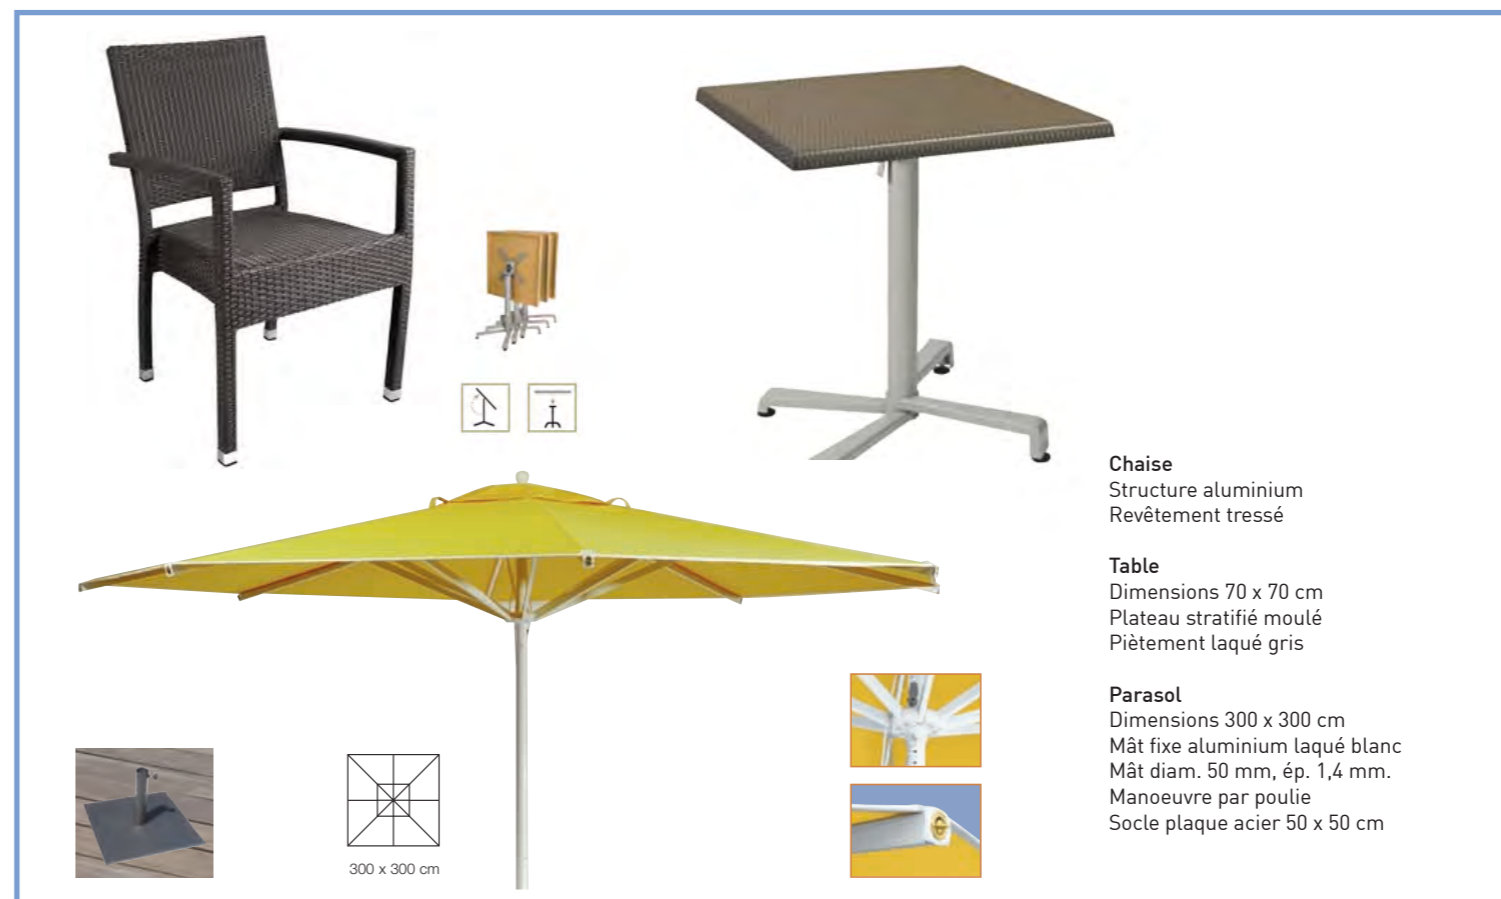 Chaise
Structure aluminium
Revêtement tressé
Table
Dimensions 70 x 70 cm
Plateau stratifié moulé
Piètement laqué gris
Parasol
Dimensions 300 x 300 cm
Mât fixe aluminium laqué blanc
Mât diam. 50 mm, ép. 1,4 mm.
Manoeuvre par poulie
Socle plaque acier 50 x 50 cm
300 x 300 cm